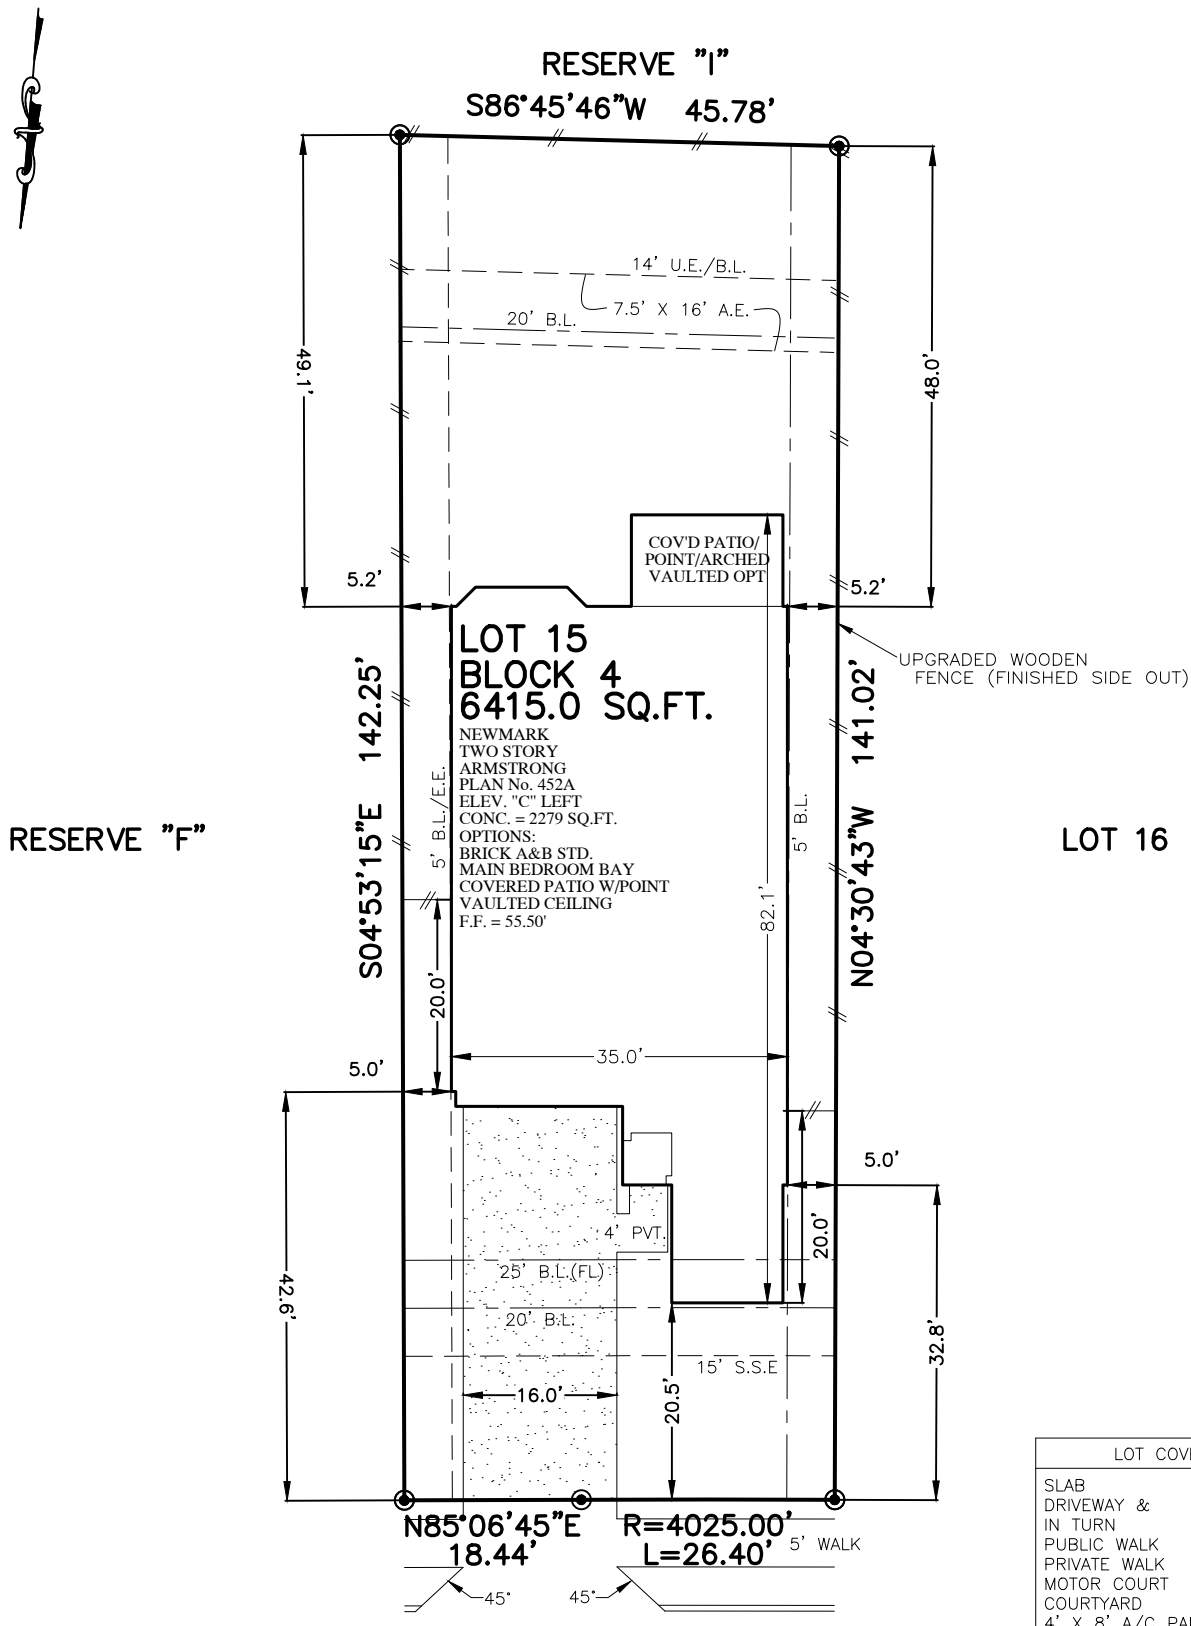 RESERVE "I"
S86°45'46"W 45.78'
14' U.E./B.L.
7.5' X 16' A.E.
20' B.L.
49.1'
48.0'
COV'D PATIO/
POINT/ARCHED
VAULTED OPT
5.2'
5.2'
LOT 15
BLOCK 4
6415.0 SQ.FT.
UPGRADED WOODEN
FENCE (FINISHED SIDE OUT)
NEWMARK
TWO STORY
ARMSTRONG
PLAN No. 452A
ELEV. "C" LEFT
CONC. = 2279 SQ.FT.
OPTIONS:
BRICK A&B STD.
MAIN BEDROOM BAY
COVERED PATIO W/POINT
VAULTED CEILING
F.F. = 55.50'
S04°53'15"E 142.25'
5' B.L./E.E.
5' B.L.
N04°30'43"W 141.02'
RESERVE "F"
LOT 16
82.1'
20.0'
35.0'
5.0'
5.0'
4' PVT.
20.0'
25' B.L.(FL)
42.6'
20' B.L.
32.8'
15' S.S.E
16.0'
20.5'
N85°06'45"E
18.44'
R=4025.00'
L=26.40'
5' WALK
45°
45°
LOT COV
SLAB
DRIVEWAY &
IN TURN
PUBLIC WALK
PRIVATE WALK
MOTOR COURT
COURTYARD
4' X 8' A/C PA